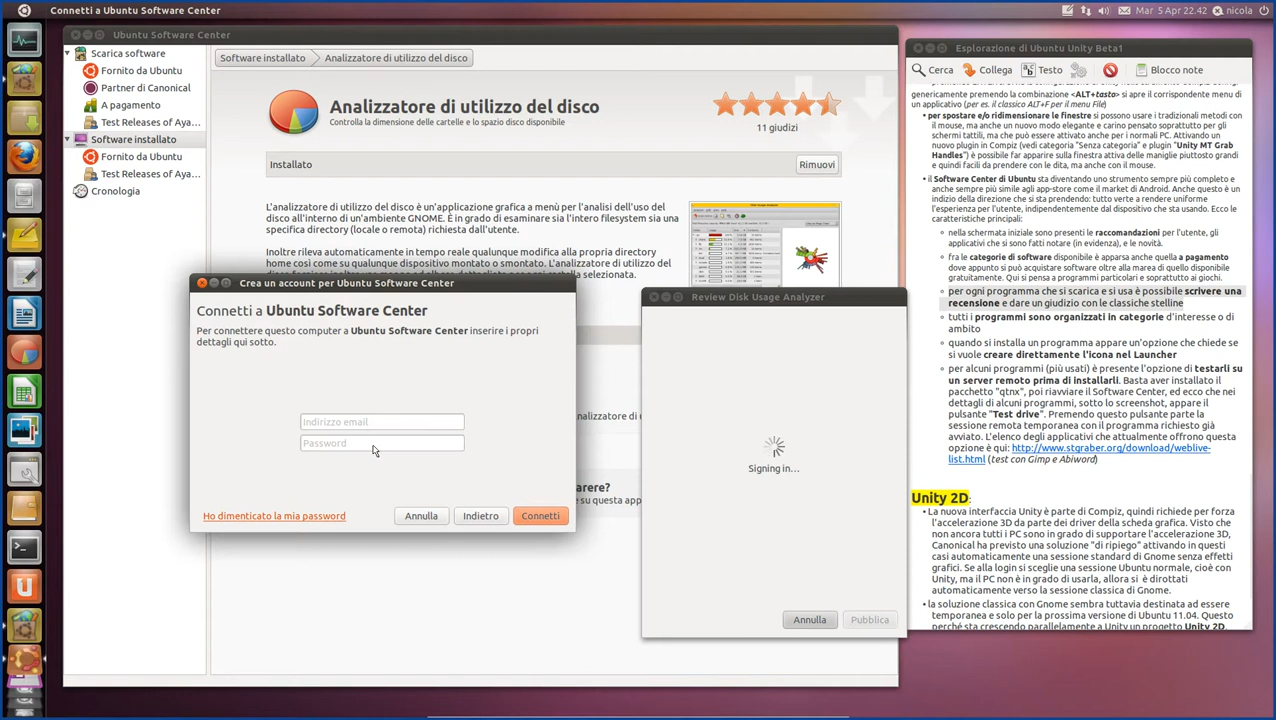 Connetti a Ubuntu Software Center
Mar 5 Apr 22.42
nicola
Ubuntu Software Center
Scarica software
Fornito da Ubuntu
Partner di Canonical
A pagamento
Test Releases of Aya...
Software installato
Fornito da Ubuntu
Test Releases of Aya...
Cronologia
Software installato
Analizzatore di utilizzo del disco
Analizzatore di utilizzo del disco
Controlla la dimensione delle cartelle e lo spazio disco disponibile
11 giudizi
Installato
Rimuovi
L'analizzatore di utilizzo del disco è un'applicazione grafica a menù per l'analisi dell'uso del
disco all'interno di un'ambiente GNOME. È in grado di esaminare sia l'intero filesystem sia una
specifica directory (locale o remota) richiesta dall'utente.
Inoltre rileva automaticamente in tempo reale qualunque modifica alla propria directory
home così come su qualunque dispositivo montato o smontato. L'analizzatore di utilizzo del
Crea un account per Ubuntu Software Center
Connetti a Ubuntu Software Center
Per connettere questo computer a Ubuntu Software Center inserire i propri
dettagli qui sotto.
Indirizzo email
Password
Ho dimenticato la mia password
Annulla
Indietro
Connetti
nalizzatore di u
arere?
su questa app
Review Disk Usage Analyzer
Signing in...
Annulla
Pubblica
Esplorazione di Ubuntu Unity Beta1
Cerca
Collega
Testo
Blocco note
genericamente premendo la combinazione <ALT+tasto> si apre il corrispondente menu di
un applicativo (per es. il classico ALT+F per il menu File)
• per spostare e/o ridimensionare le finestre si possono usare i tradizionali metodi con
il mouse, ma anche un nuovo modo elegante e carino pensato soprattutto per gli
schermi tattili, ma che può essere attivato anche per i normali PC. Attivando un
nuovo plugin in Compiz (vedi categoria "Senza categoria" e plugin "Unity MT Grab
Handles") è possibile far apparire sulla finestra attiva delle maniglie piuttosto grandi
e quindi facili da prendere con le dita, ma anche con il mouse.
• il Software Center di Ubuntu sta diventando uno strumento sempre più completo e
anche sempre più simile agli app-store come il market di Android. Anche questo è un
indizio della direzione che si sta prendendo: tutto verte a rendere uniforme
l'esperienza per l'utente, indipendentemente dal dispositivo che sta usando. Ecco le
caratteristiche principali:
nella schermata iniziale sono presenti le raccomandazioni per l'utente, gli
applicativi che si sono fatti notare (in evidenza), e le novità.
fra le categorie di software disponibile è apparsa anche quella a pagamento
dove appunto si può acquistare software oltre alla marea di quello disponibile
gratuitamente. Qui si pensa a programmi particolari e soprattutto ai giochi.
per ogni programma che si scarica e si usa è possibile scrivere una
recensione e dare un giudizio con le classiche stelline
tutti i programmi sono organizzati in categorie d'interesse o di
ambito
quando si installa un programma appare un'opzione che chiede se
si vuole creare direttamente l'icona nel Launcher
per alcuni programmi (più usati) è presente l'opzione di testarli su
un server remoto prima di installarli. Basta aver installato il
pacchetto "qtnx", poi riavviare il Software Center, ed ecco che nei
dettagli di alcuni programmi, sotto lo screenshot, appare il
pulsante "Test drive". Premendo questo pulsante parte la
sessione remota temporanea con il programma richiesto già
avviato. L'elenco degli applicativi che attualmente offrono questa
opzione è qui: http://www.stgraber.org/download/weblive-
list.html (test con Gimp e Abiword)
Unity 2D:
• La nuova interfaccia Unity è parte di Compiz, quindi richiede per forza
l'accelerazione 3D da parte dei driver della scheda grafica. Visto che
non ancora tutti i PC sono in grado di supportare l'accelerazione 3D,
Canonical ha previsto una soluzione "di ripiego" attivando in questi
casi automaticamente una sessione standard di Gnome senza effetti
grafici. Se alla login si sceglie una sessione Ubuntu normale, cioè con
Unity, ma il PC non è in grado di usarla, allora si è dirottati
automaticamente verso la sessione classica di Gnome.
• la soluzione classica con Gnome sembra tuttavia destinata ad essere
temporanea e solo per la prossima versione di Ubuntu 11.04. Questo
perché sta crescendo parallelamente a Unity un progetto Unity 2D.